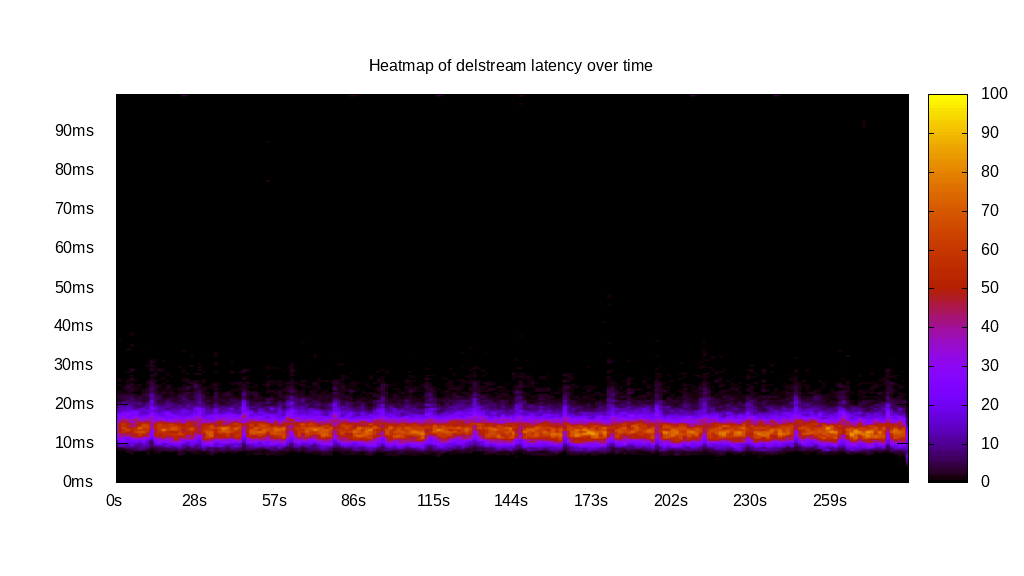 Heatmap of delstream latency over time
90ms
80ms
70ms
60ms
50ms
40ms
30ms
20ms
10ms
0ms
0s 28s 57s 86s 115s 144s 173s 202s 230s 259s
100
90
80
70
60
50
40
30
20
10
0